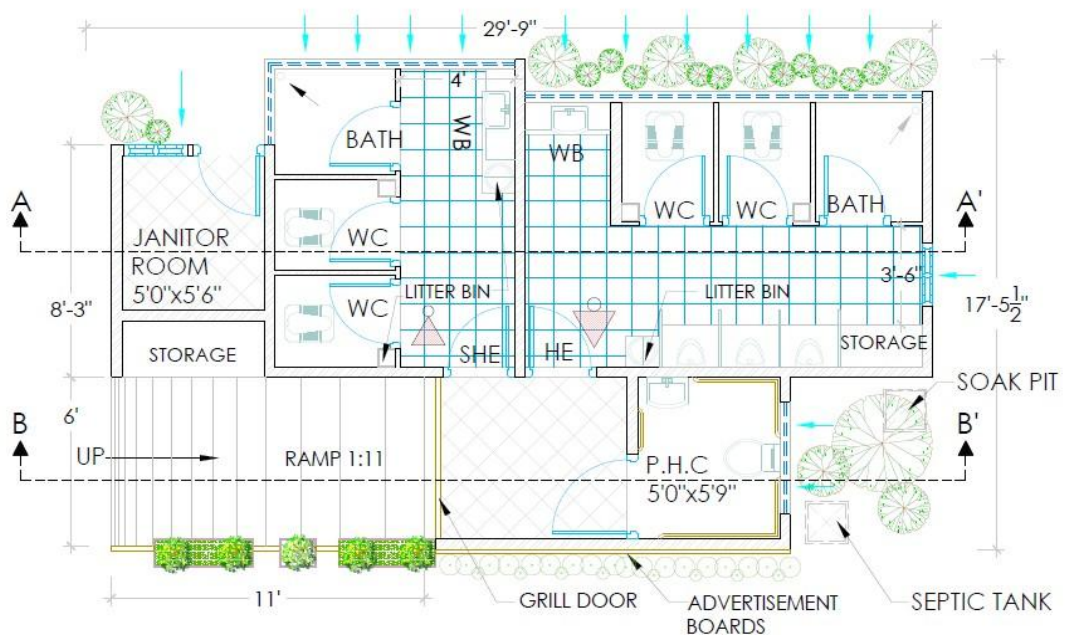 29'-9"
4'
BATH
WB
WB
A
JANITOR
ROOM
5'0"x5'6"
WC
WC
WC
BATH
A'
3'-6"
8'-3"
WC
LITTER BIN
LITTER BIN
17'-5 1/2"
STORAGE
SHE
HE
STORAGE
SOAK PIT
6'
B
UP
RAMP 1:11
P.H.C
5'0"x5'9"
B'
11'
GRILL DOOR
ADVERTISEMENT
BOARDS
SEPTIC TANK